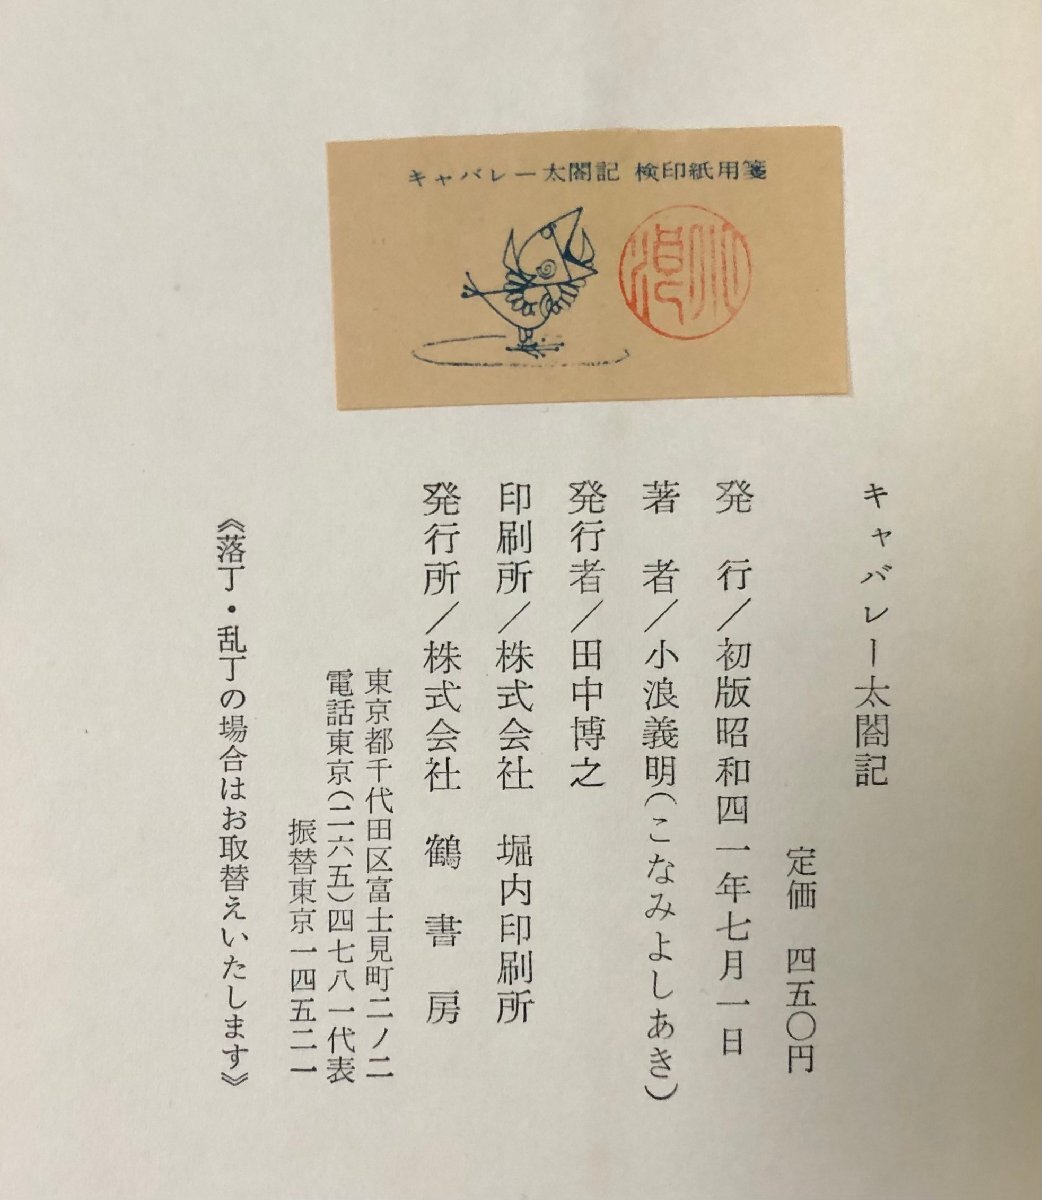 キャバレー太閤記 検印紙用箋
キャバレー太閤記
定価 四五〇円
発行/初版昭和四一年七月一日
著者/小浪義明(こなみよしあき)
発行者/田中博之
印刷所/株式会社 堀内印刷所
発行所/株式会社 鶴書房
東京都千代田区富士見町二ノ二
電話東京(二六五)四七八一代表
振替東京一四五二一
《落丁・乱丁の場合はお取替えいたします》